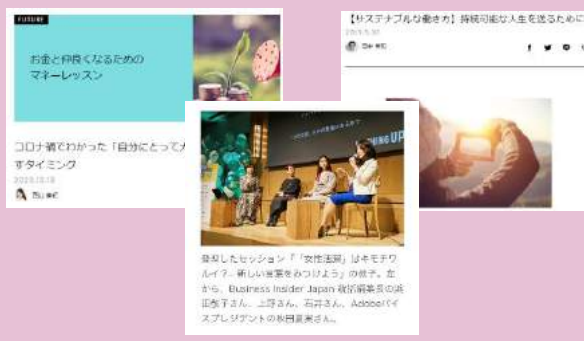 FUTURE
お金と仲良くなるための
マネーレッスン
コロナ禍でわかった「自分にとって
すタイミング
【サステナブルな働き方】持続可能な人生を送るために
登壇したセッション「「女性活躍」はキモチワ
ルイ?-新しい言葉をみつけよう」の様子。左
から、Business Insider Japan 統括編集長の浜
田敬子さん、上野さん、石井さん、Adobeバイ
スプレジデントの秋田夏実さん。